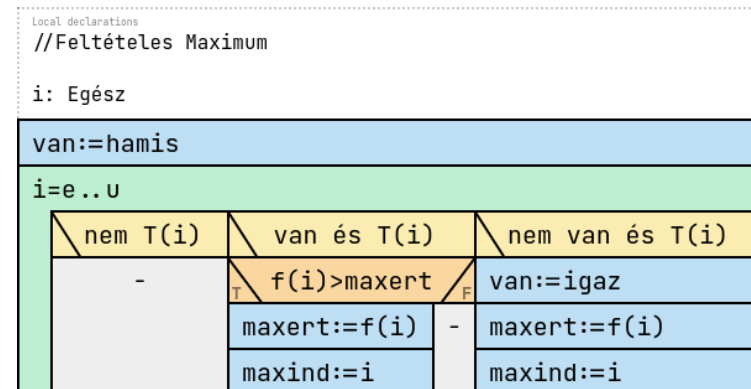 Local declarations
//Feltételes Maximum
i: Egész
van:=hamis
i=e..u
nem T(i) van és T(i) nem van és T(i)
- T f(i)>maxert F van:=igaz
maxert:=f(i) - maxert:=f(i)
maxind:=i maxind:=i